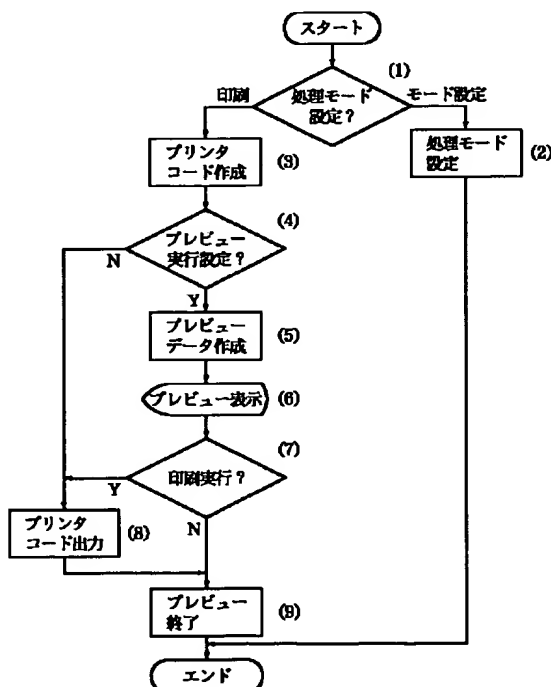 スタート
(1)
印刷
処理モード
設定?
モード設定
プリンタ
コード作成
(3)
処理モード
設定
(2)
(4)
プレビュー
実行設定?
N
Y
プレビュー
データ作成
(5)
プレビュー表示
(6)
(7)
印刷実行?
Y
N
プリンタ
コード出力
(8)
プレビュー
終了
(9)
エンド